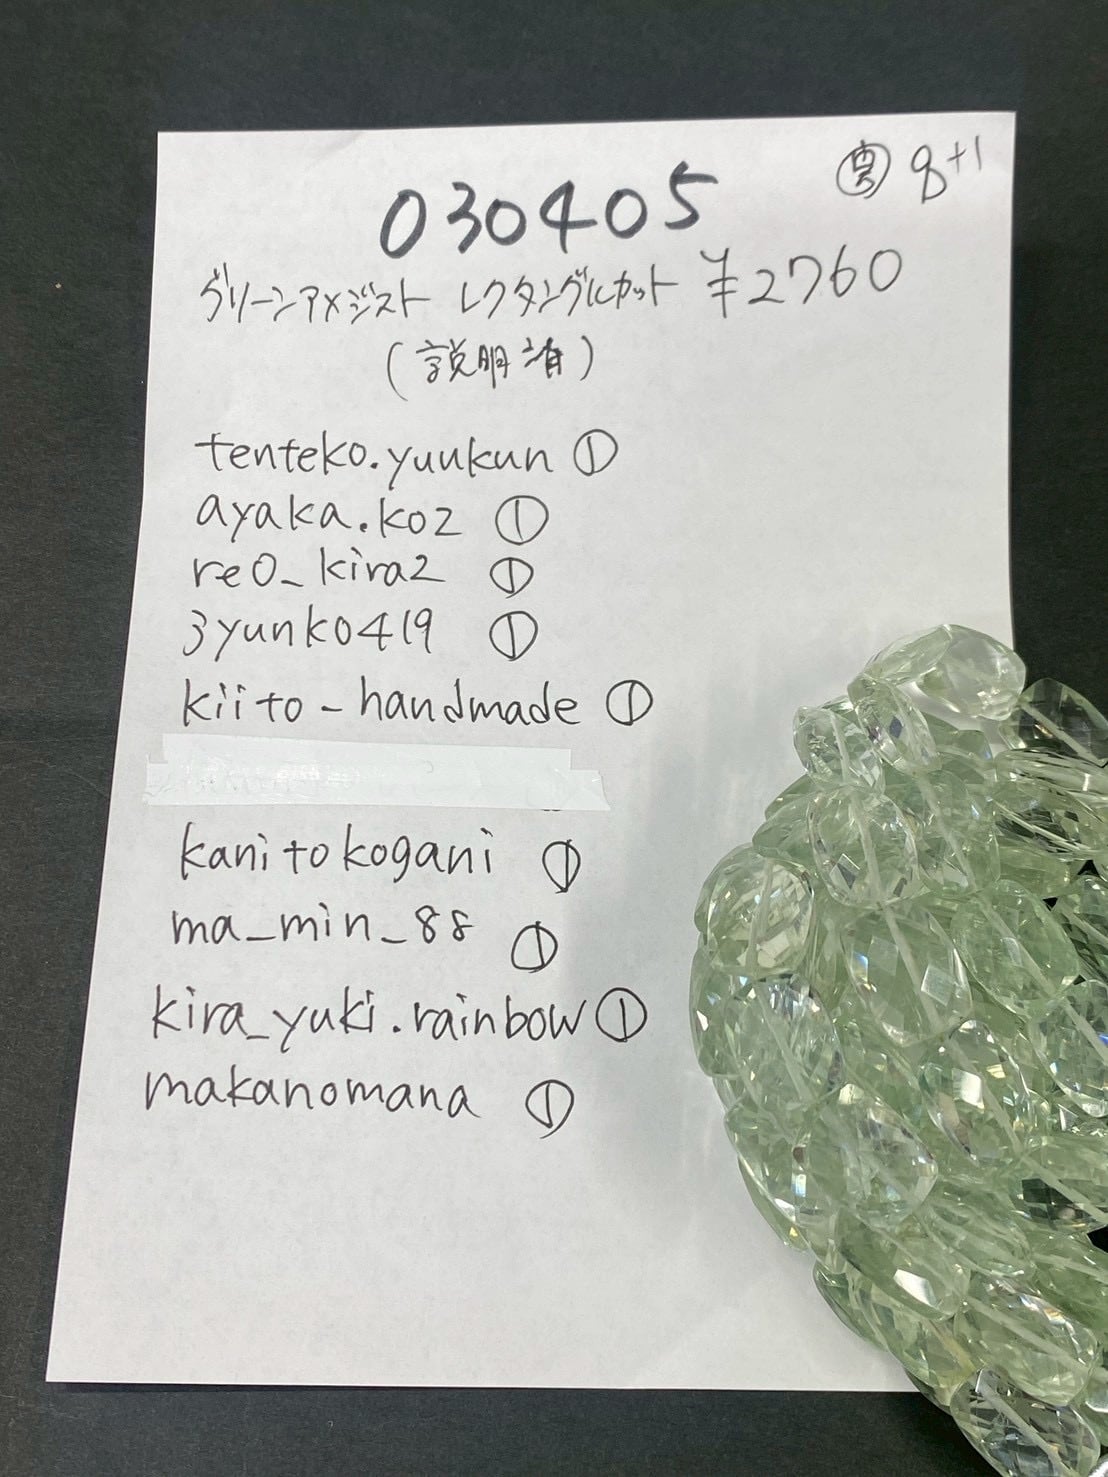 8+1
030405
グリーンアメジスト レクタングルカット ¥2760
(説明済)
tenteko.yuukun ①
ayaka.koz ①
re0_kira2 ①
3yunko419 ①
kiito-handmade ①
kanitokogani ①
ma_min_88 ①
kira_yuki.rainbow ①
makanomana ①